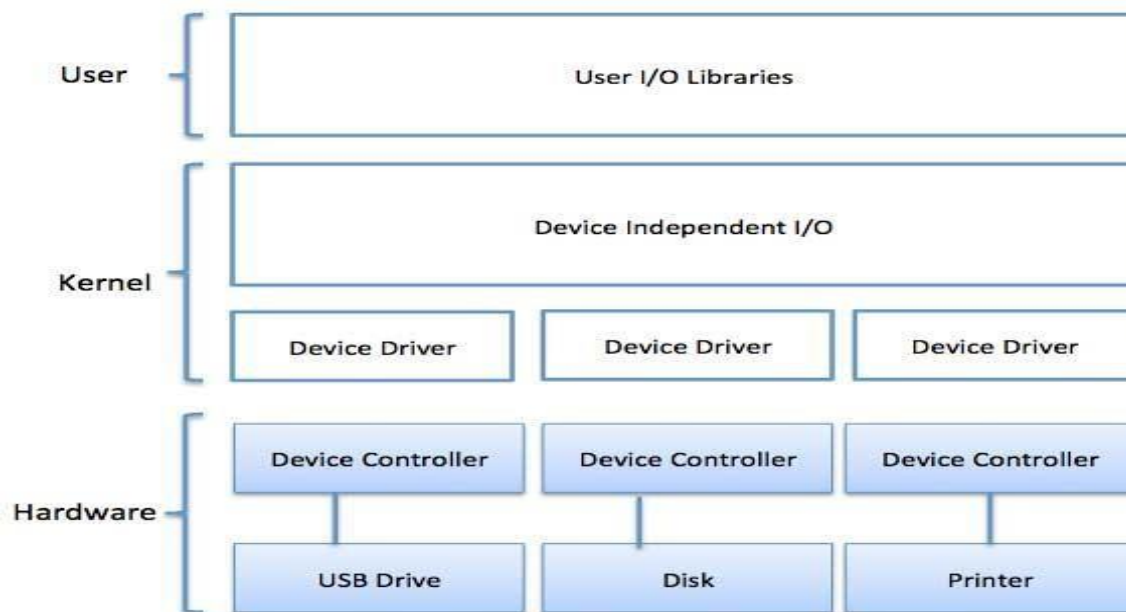 User
User I/O Libraries
Kernel
Device Independent I/O
Device Driver
Device Driver
Device Driver
Hardware
Device Controller
Device Controller
Device Controller
USB Drive
Disk
Printer